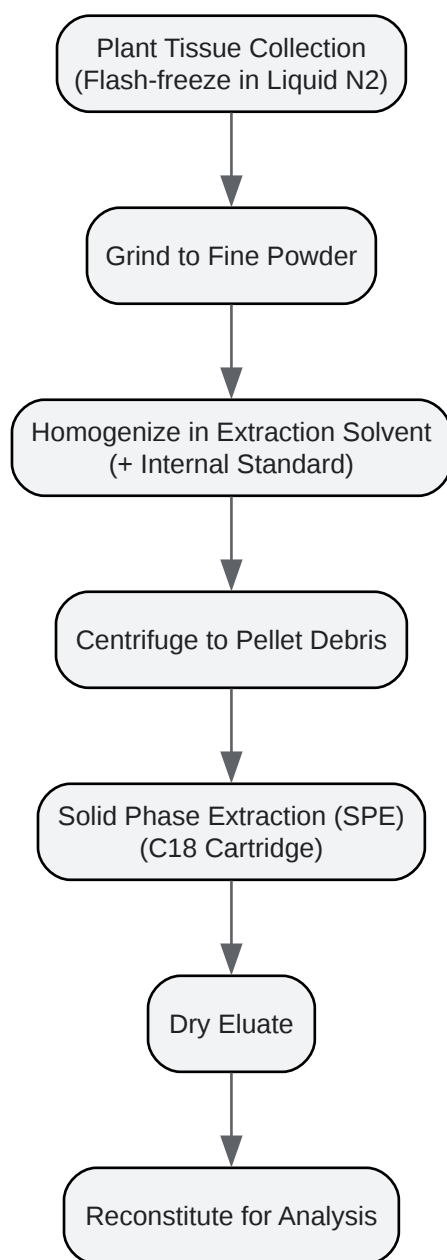 Plant Tissue Collection
(Flash-freeze in Liquid N2)
Grind to Fine Powder
Homogenize in Extraction Solvent
(+ Internal Standard)
Centrifuge to Pellet Debris
Solid Phase Extraction (SPE)
(C18 Cartridge)
Dry Eluate
Reconstitute for Analysis